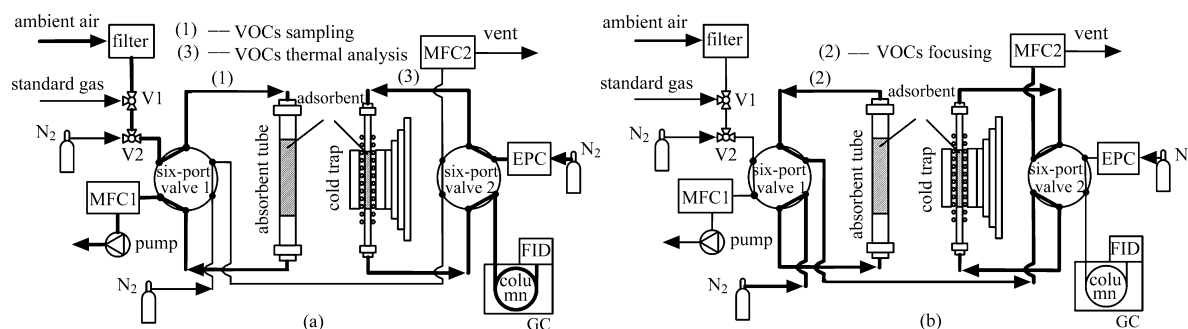 ambient air
filter
(1) — VOCs sampling
(3) — VOCs thermal analysis
MFC2
vent
standard gas
V1
(1)
adsorbent
(3)
N2
V2
six-port
valve 1
absorbent tube
cold trap
six-port
valve 2
EPC
N2
MFC1
pump
N2
FID
colu
mn
GC
(a)
ambient air
filter
(2) — VOCs focusing
MFC2
vent
standard gas
V1
(2)
adsorbent
N2
V2
six-port
valve 1
absorbent tube
cold trap
six-port
valve 2
EPC
N
MFC1
pump
N2
FID
colu
mn
GC
(b)